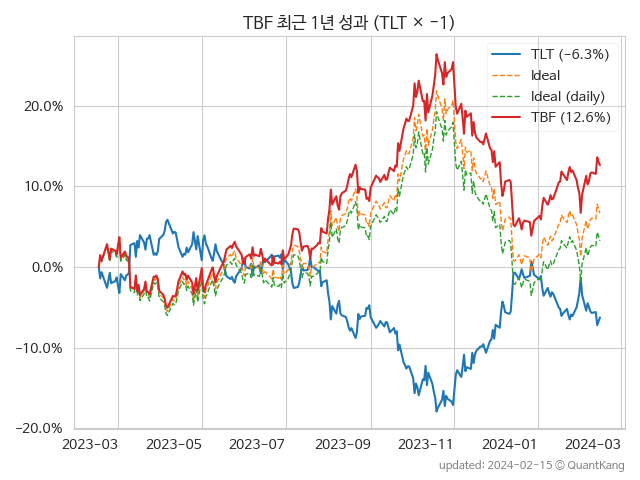 TBF 최근 1년 성과 (TLT × -1)
TLT (-6.3%)
Ideal
Ideal (daily)
TBF (12.6%)
20.0%
10.0%
0.0%
-10.0%
-20.0%
2023-03 2023-05 2023-07 2023-09 2023-11 2024-01 2024-03
updated: 2024-02-15 © QuantKang